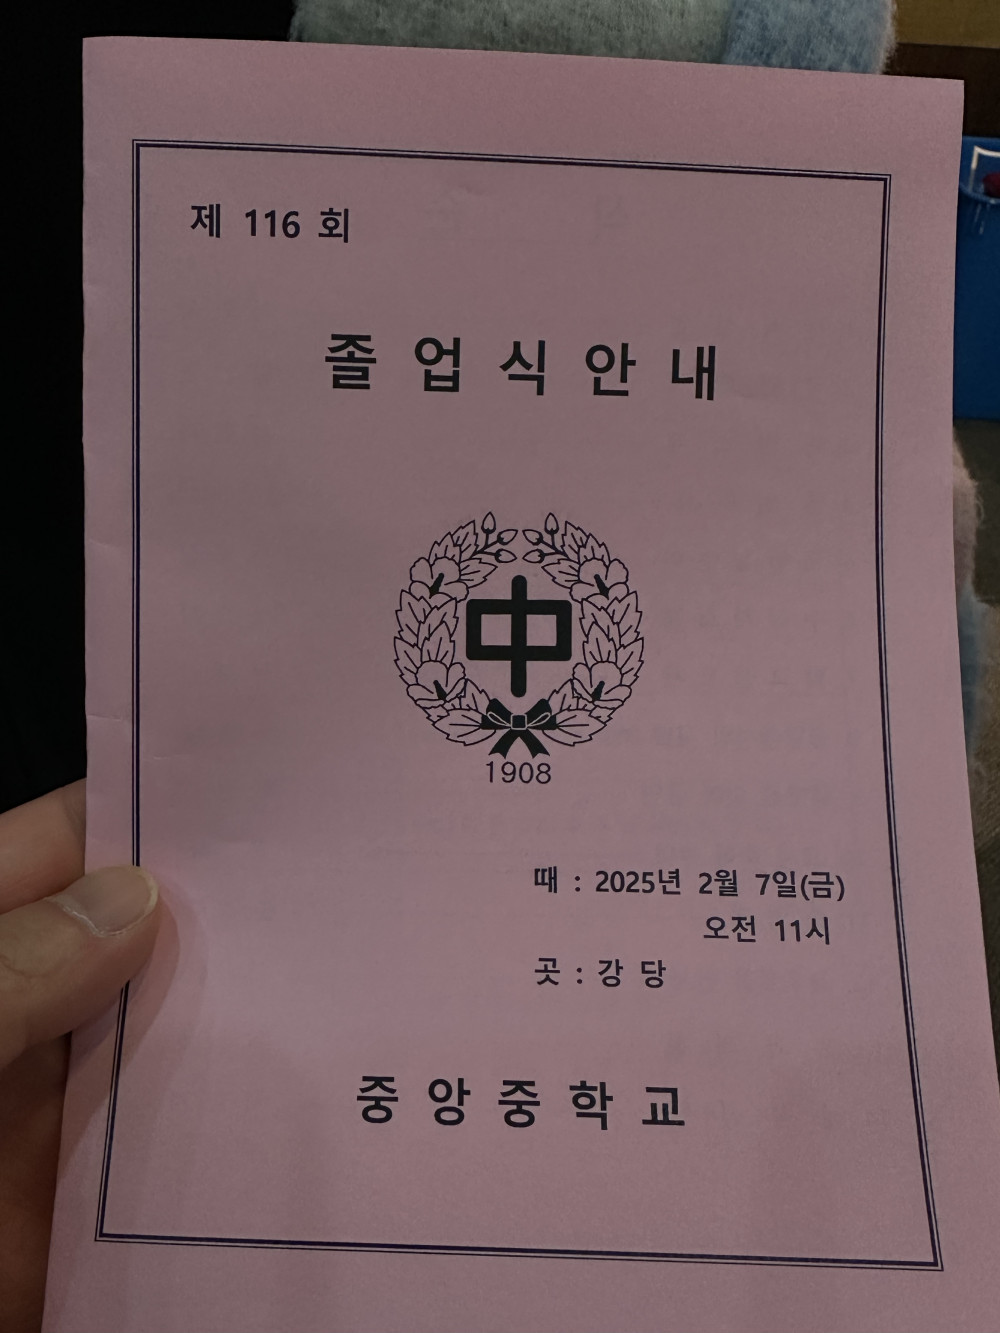 제 116 회
졸 업 식 안 내
中
1908
때 : 2025년 2월 7일(금)
오전 11시
곳 : 강 당
중 앙 중 학 교